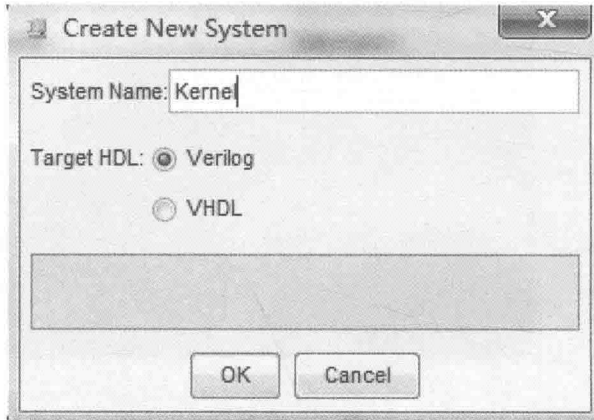 Create New System
System Name: Kernel
Target HDL: Verilog
VHDL
OK Cancel